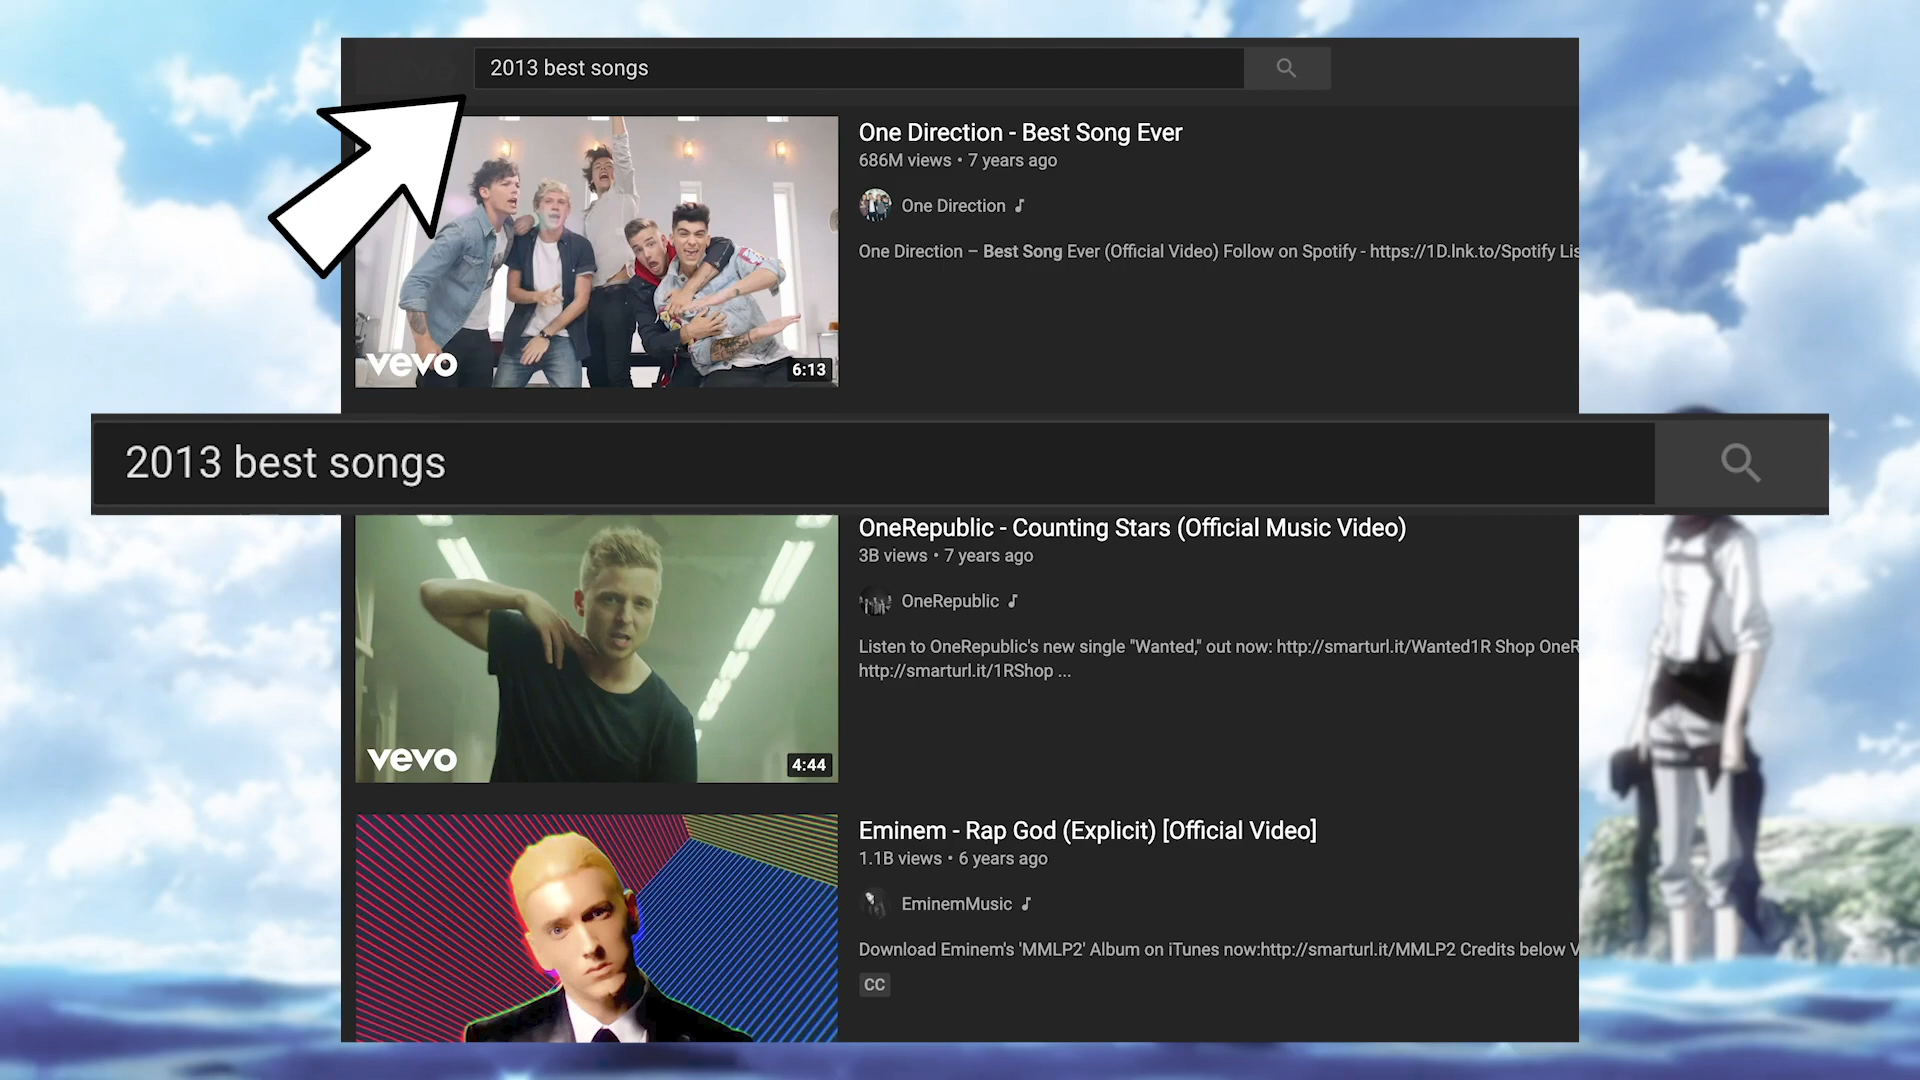 2013 best songs
One Direction - Best Song Ever
686M views • 7 years ago
One Direction
One Direction – Best Song Ever (Official Video) Follow on Spotify - https://1D.lnk.to/Spotify Lis
vevo
6:13
2013 best songs
OneRepublic - Counting Stars (Official Music Video)
3B views • 7 years ago
OneRepublic
Listen to OneRepublic's new single "Wanted," out now: http://smarturl.it/Wanted1R Shop OneR
http://smarturl.it/1RShop ...
vevo
4:44
Eminem - Rap God (Explicit) [Official Video]
1.1B views • 6 years ago
EminemMusic
Download Eminem's 'MMLP2' Album on iTunes now:http://smarturl.it/MMLP2 Credits below V
CC